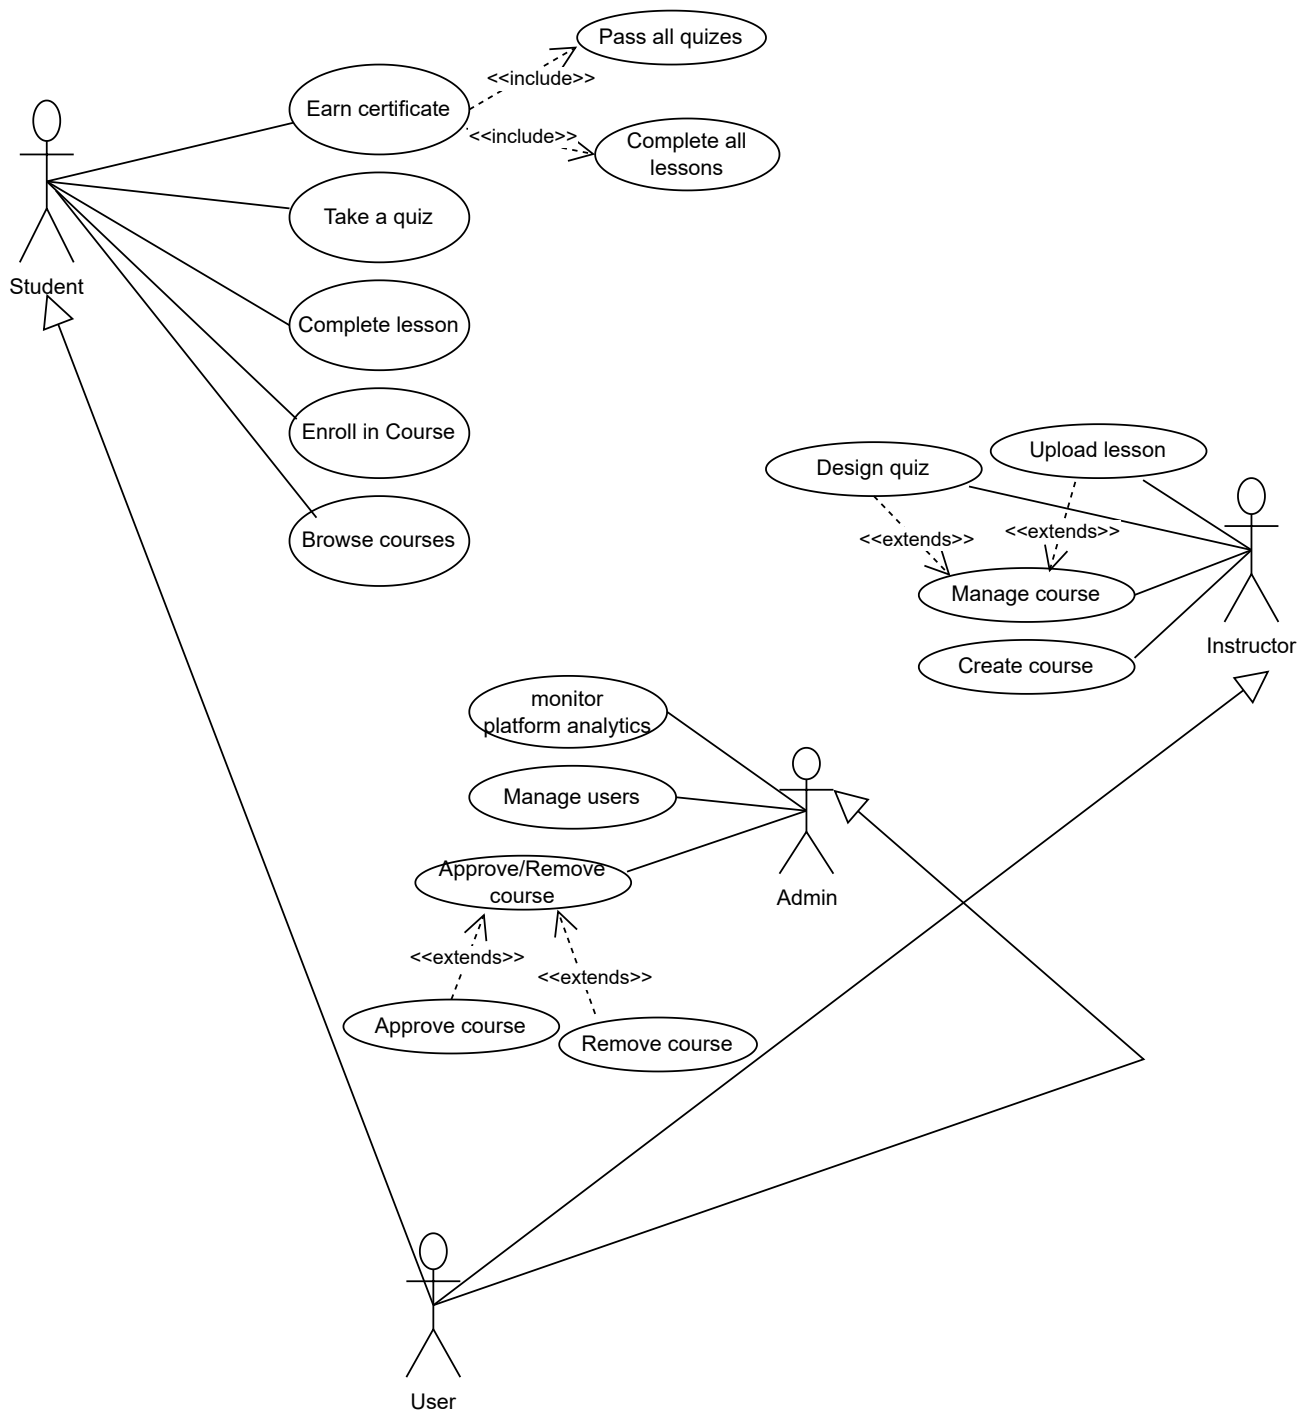 Pass all quizes
<<include>>
Earn certificate
<<include>>
Complete all
lessons
Take a quiz
Student
Complete lesson
Enroll in Course
Browse courses
Upload lesson
Design quiz
<<extends>>
<<extends>>
Manage course
Instructor
Create course
monitor
platform analytics
Manage users
Approve/Remove
course
Admin
<<extends>>
<<extends>>
Approve course
Remove course
User